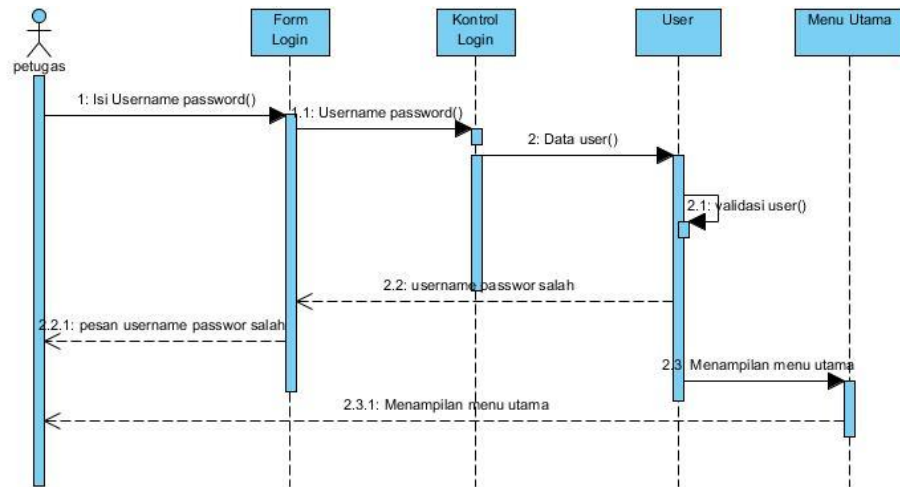 Form
Login
Kontrol
Login
User
Menu Utama
petugas
1: Isi Username password()
1.1: Username password()
2: Data user()
2.1: validasi user()
2.2: username passwor salah
2.2.1: pesan username passwor salah
2.3 Menampilan menu utama
2.3.1: Menampilan menu utama